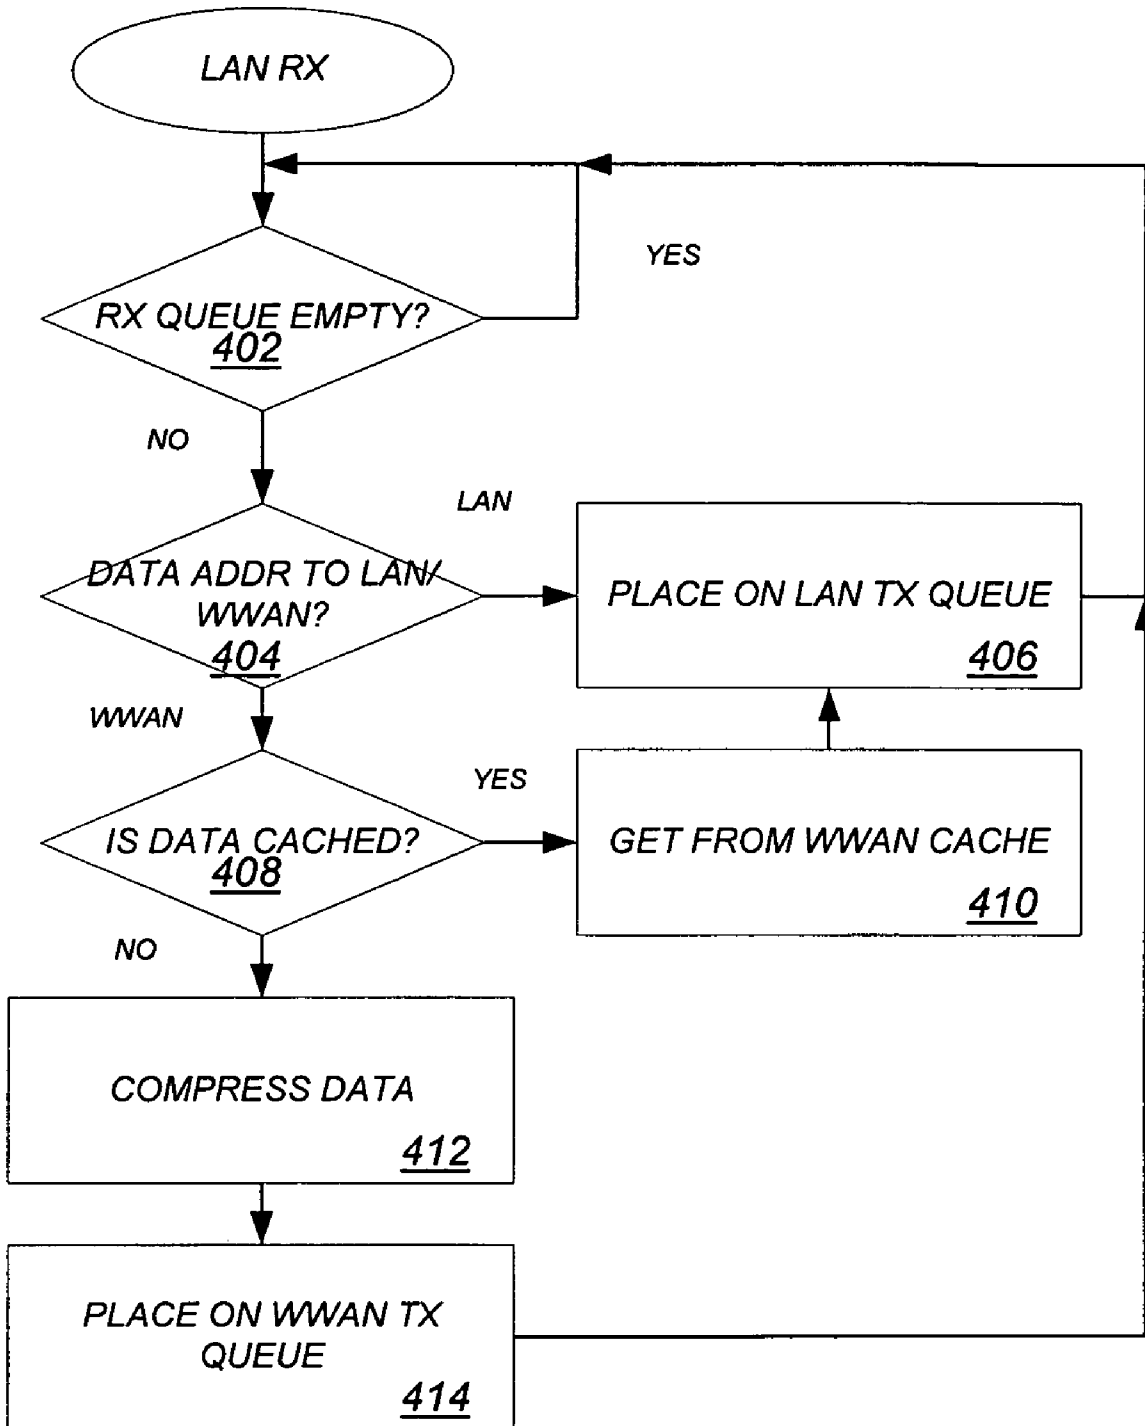 LAN RX
YES
RX QUEUE EMPTY?
402
NO
LAN
DATA ADDR TO LAN/
WWAN?
404
PLACE ON LAN TX QUEUE
406
WWAN
YES
IS DATA CACHED?
408
GET FROM WWAN CACHE
410
NO
COMPRESS DATA
412
PLACE ON WWAN TX
QUEUE
414